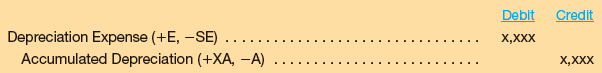 Debit Credit
Depreciation Expense (+E, −SE) . . . . . . . . . . . . . . . . . . . . . . . . . . . . . . . x,xxx
Accumulated Depreciation (+XA, −A) . . . . . . . . . . . . . . . . . . . . . . . . . x,xxx